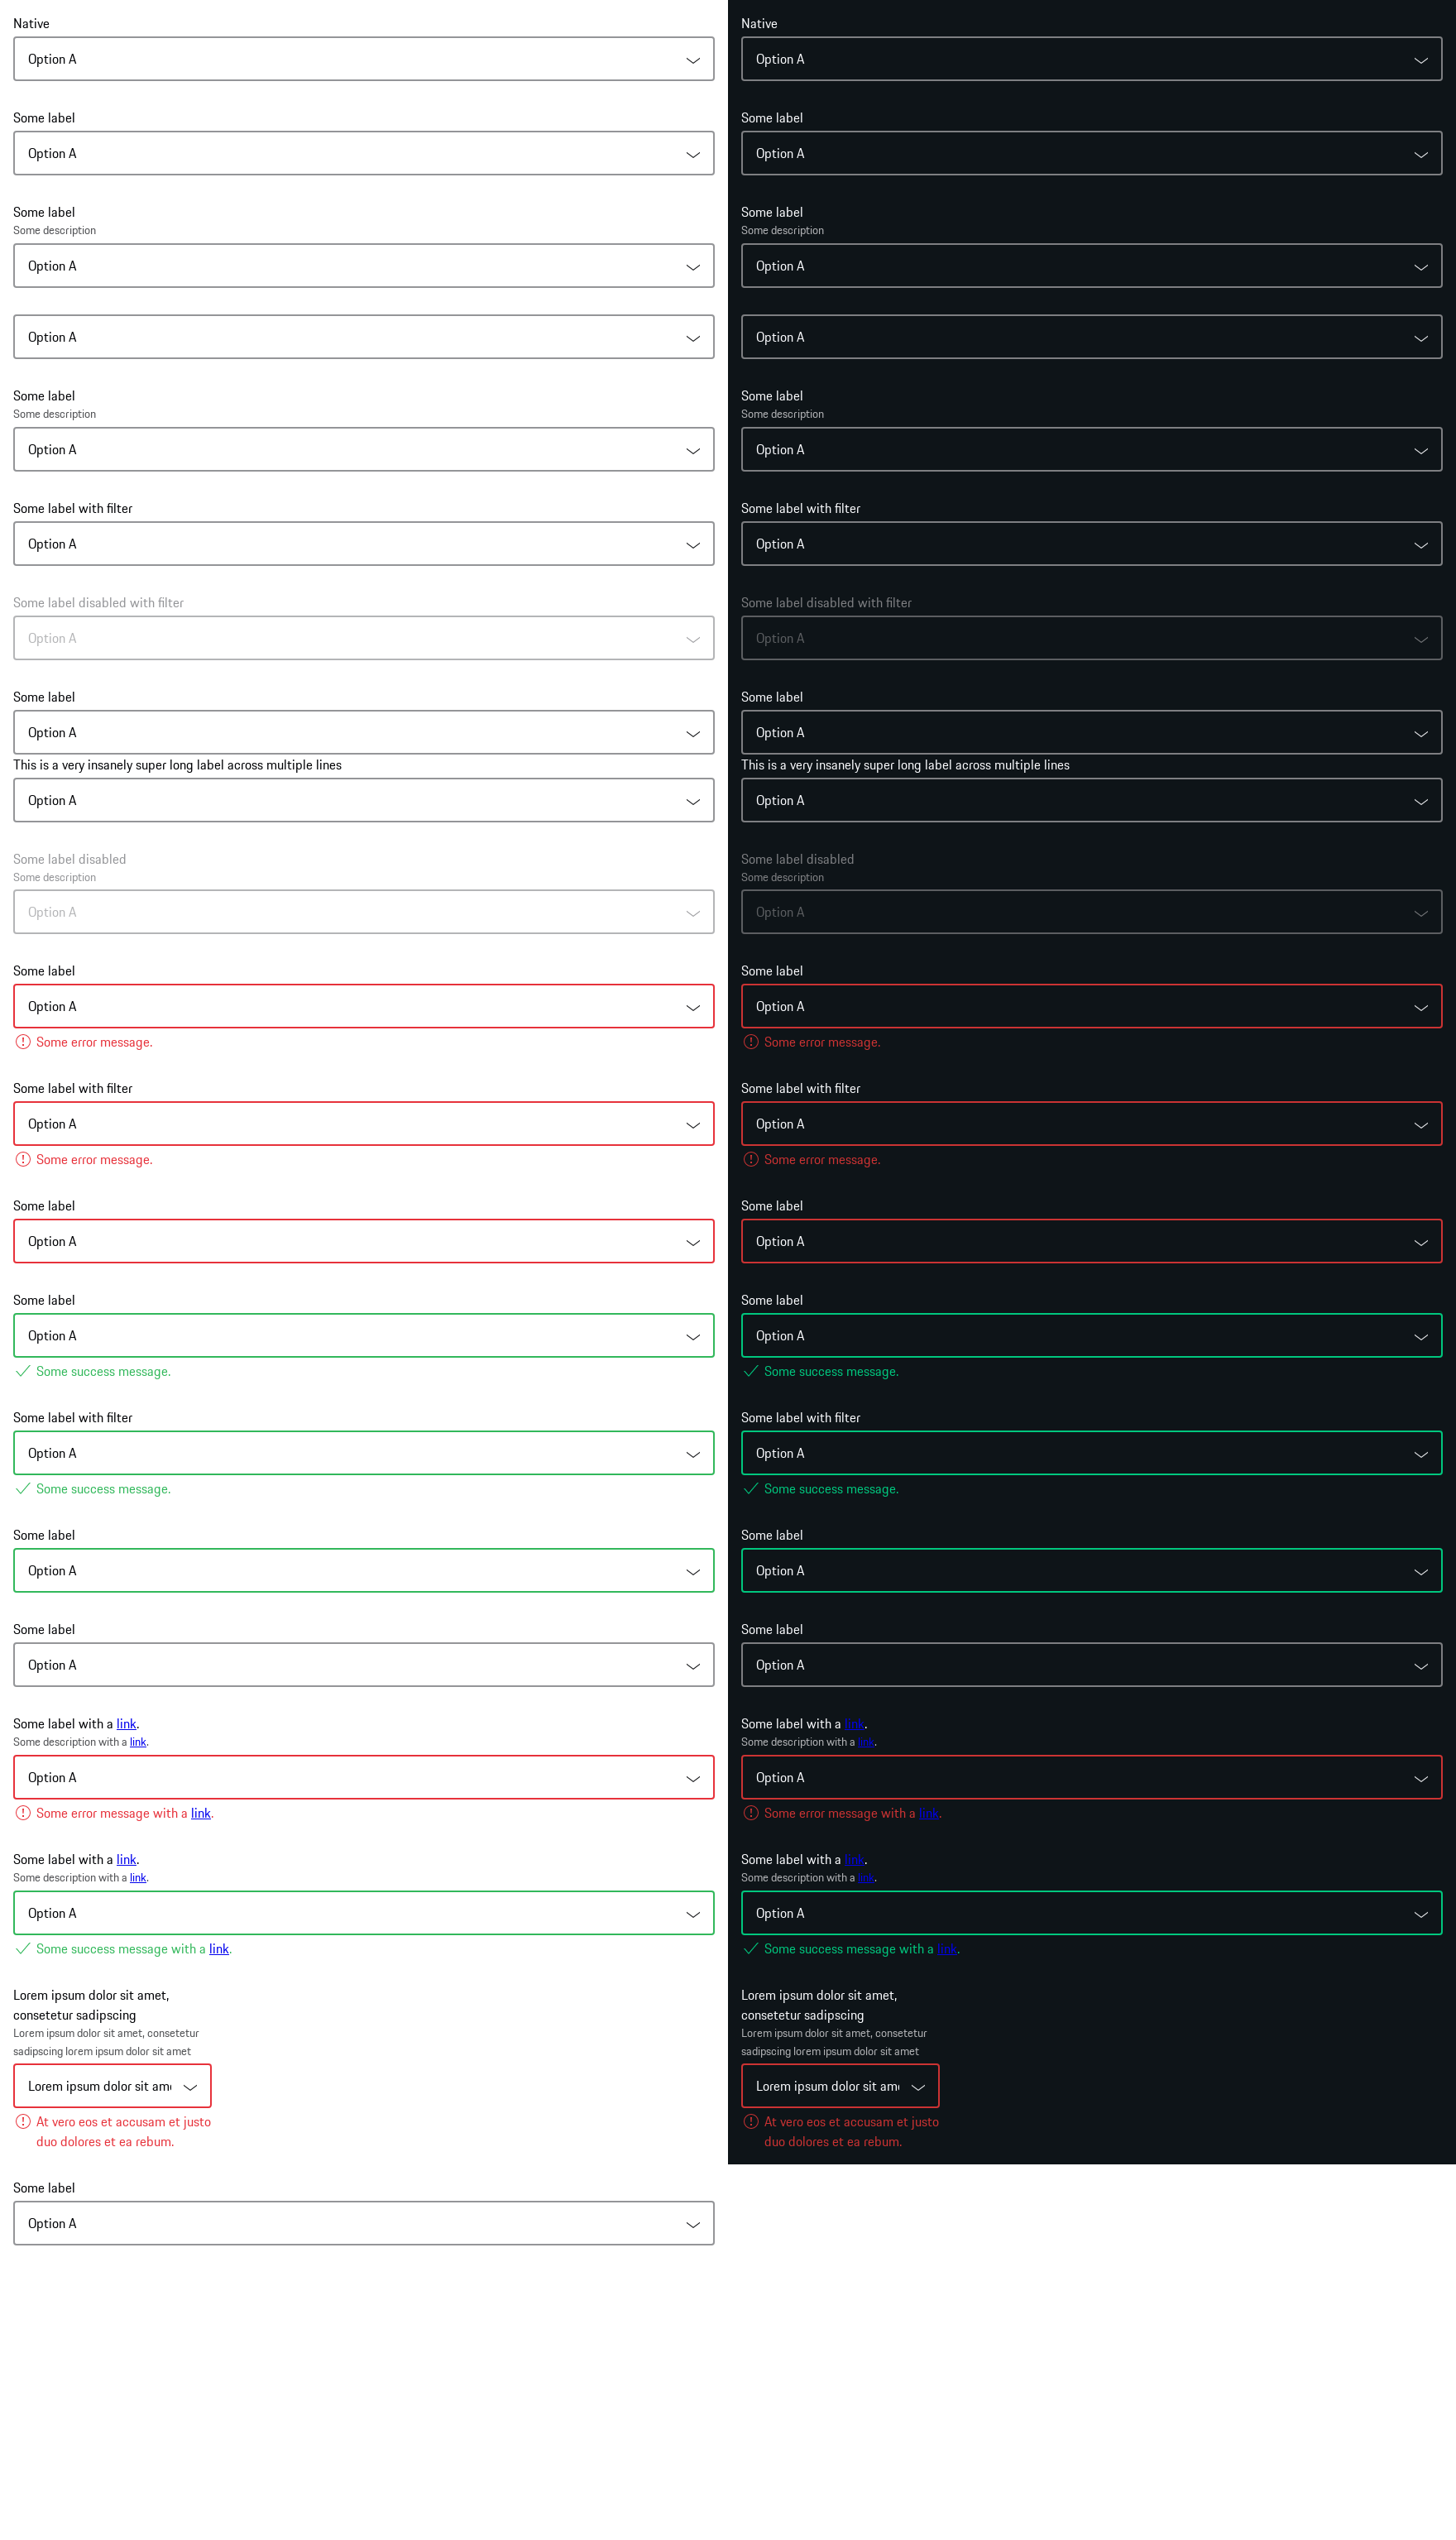 Native
Option A
Some label
Option A
Some label
Some description
Option A
Option A
Some label
Some description
Option A
Some label with filter
Option A
Some label disabled with filter
Option A
Some label
Option A
This is a very insanely super long label across multiple lines
Option A
Some label disabled
Some description
Option A
Some label
Option A
Some error message.
Some label with filter
Option A
Some error message.
Some label
Option A
Some label
Option A
Some success message.
Some label with filter
Option A
Some success message.
Some label
Option A
Some label
Option A
Some label with a link.
Some description with a link.
Option A
Some error message with a link.
Some label with a link.
Some description with a link.
Option A
Some success message with a link.
Lorem ipsum dolor sit amet,
consetetur sadipscing
Lorem ipsum dolor sit amet, consetetur
sadipscing lorem ipsum dolor sit amet
Lorem ipsum dolor sit am
At vero eos et accusam et justo
duo dolores et ea rebum.
Some label
Option A
Native
Option A
Some label
Option A
Some label
Some description
Option A
Option A
Some label
Some description
Option A
Some label with filter
Option A
Some label disabled with filter
Option A
Some label
Option A
This is a very insanely super long label across multiple lines
Option A
Some label disabled
Some description
Option A
Some label
Option A
Some error message.
Some label with filter
Option A
Some error message.
Some label
Option A
Some label
Option A
Some success message.
Some label with filter
Option A
Some success message.
Some label
Option A
Some label
Option A
Some label with a link.
Some description with a link.
Option A
Some error message with a link.
Some label with a link.
Some description with a link.
Option A
Some success message with a link.
Lorem ipsum dolor sit amet,
consetetur sadipscing
Lorem ipsum dolor sit amet, consetetur
sadipscing lorem ipsum dolor sit amet
Lorem ipsum dolor sit am
At vero eos et accusam et justo
duo dolores et ea rebum.